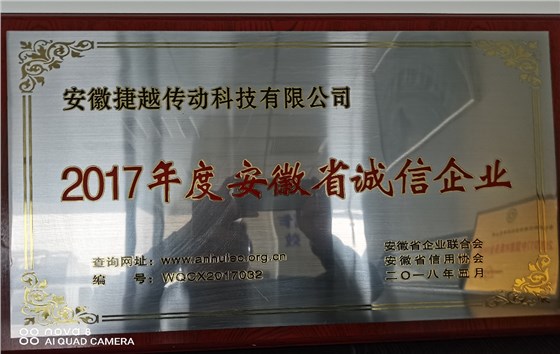 安徽捷越传动科技有限公司
2017年度安徽省诚信企业
查询网址：www.anhuisc.org.cn
编　号：WQCX2017032
安徽省企业联合会
安徽省信用协会
二〇一八年三月
nova 8
AI QUAD CAMERA